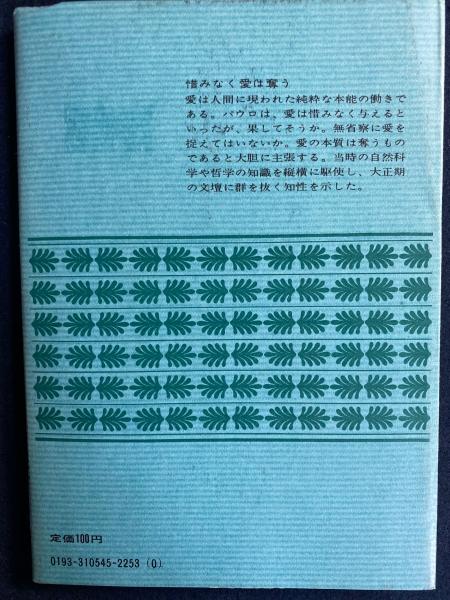 惜みなく愛は奪う
愛は人間に現われた純粋な本能の働きで
ある。パウロは、愛は惜みなく与えると
いったが、果してそうか。無省察に愛を
捉えてはいないか。愛の本質は奪うもの
であると大胆に主張する。当時の自然科
学や哲学の知識を縦横に駆使し、大正期
の文壇に群を抜く知性を示した。
定価100円
0193-310545-2253 (0)